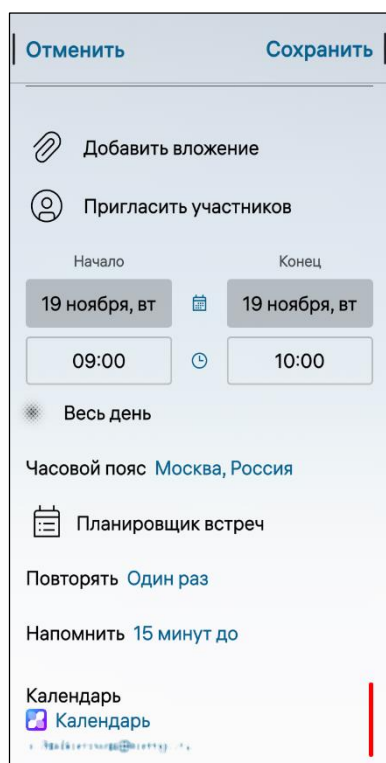 Отменить Сохранить
Добавить вложение
Пригласить участников
Начало Конец
19 ноября, вт 19 ноября, вт
09:00 10:00
Весь день
Часовой пояс Москва, Россия
Планировщик встреч
Повторять Один раз
Напомнить 15 минут до
Календарь
Календарь